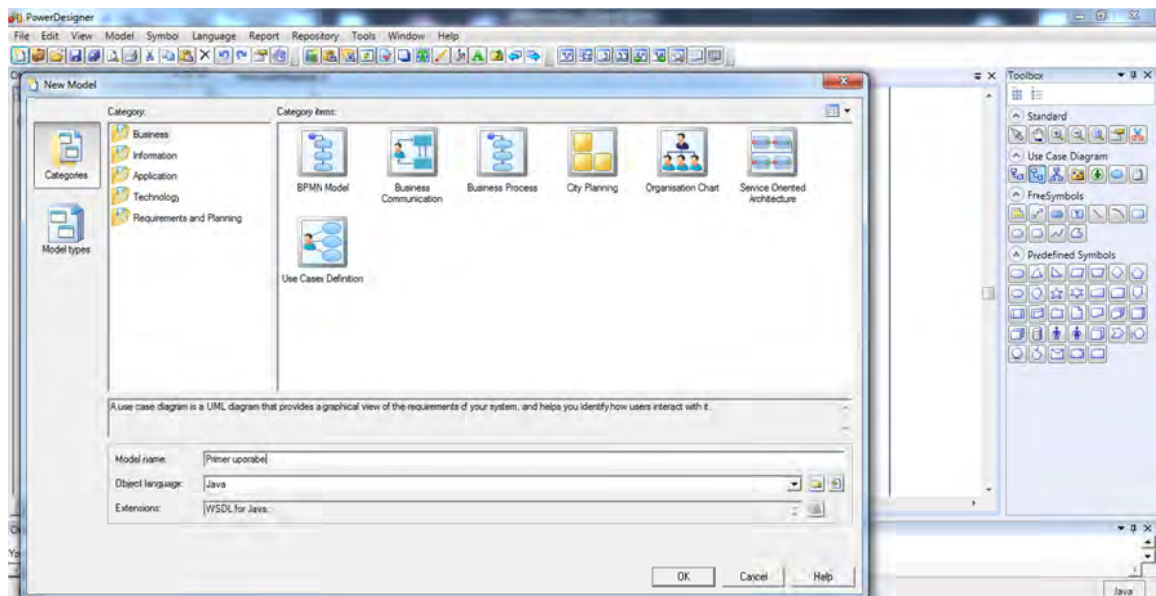 PowerDesigner
File Edit View Model Symbol Language Report Repository Tools Window Help
New Model
Category:
Category items:
Categories
Model types
Business
Information
Application
Technology
Requirements and Planning
BPMN Model
Business Communication
Business Process
City Planning
Organisation Chart
Service Oriented Architecture
Use Cases Definition
A use case diagram is a UML diagram that provides a graphical view of the requirements of your system, and helps you identify how users interact with it.
Model name: Primer uporabe
Object language: Java
Extensions: WSDL for Java
OK Cancel Help
Toolbox
Standard
Use Case Diagram
FreeSymbols
Predefined Symbols
Java